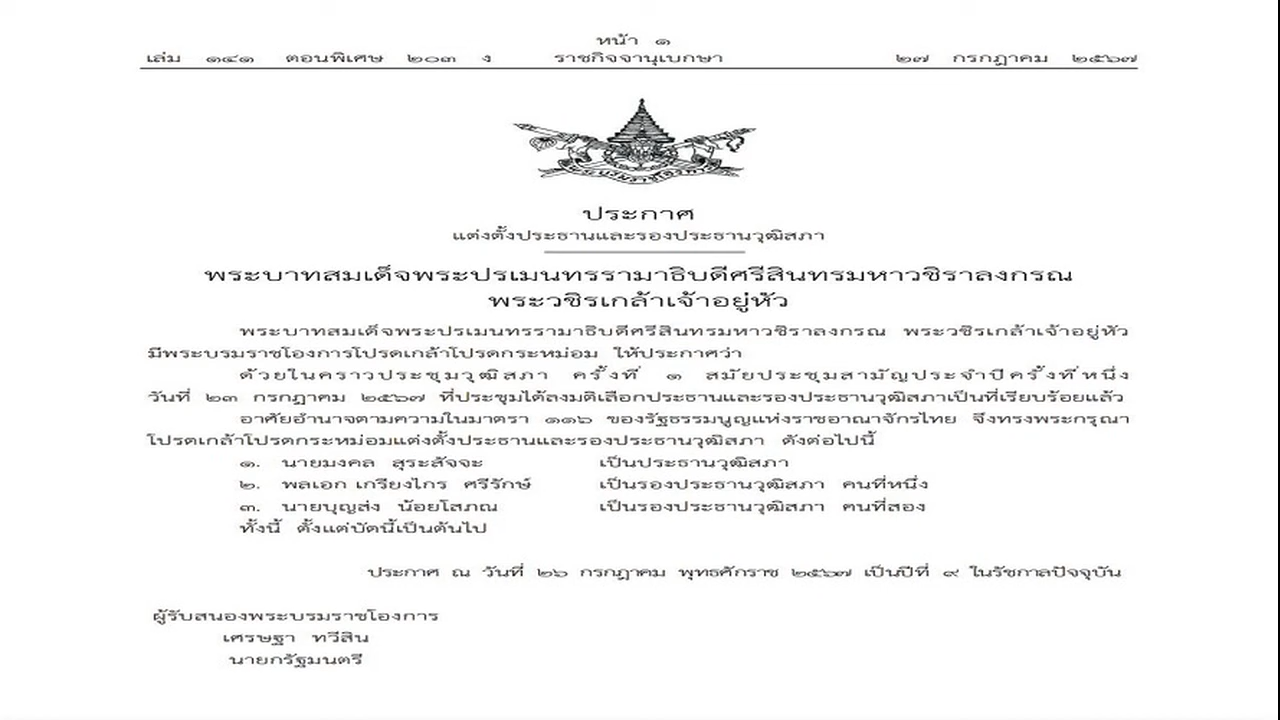 หน้า ๑
เล่ม ๑๔๑ ตอนพิเศษ ๒๐๓ ง ราชกิจจานุเบกษา ๒๗ กรกฎาคม ๒๕๖๗
ประกาศ
แต่งตั้งประธานและรองประธานวุฒิสภา
พระบาทสมเด็จพระปรเมนทรรามาธิบดีศรีสินทรมหาวชิราลงกรณ
พระวชิรเกล้าเจ้าอยู่หัว
พระบาทสมเด็จพระปรเมนทรรามาธิบดีศรีสินทรมหาวชิราลงกรณ พระวชิรเกล้าเจ้าอยู่หัว
มีพระบรมราชโองการโปรดเกล้าโปรดกระหม่อม ให้ประกาศว่า
ด้วยในคราวประชุมวุฒิสภา ครั้งที่ ๑ สมัยประชุมสามัญประจำปีครั้งที่หนึ่ง
วันที่ ๒๓ กรกฎาคม ๒๕๖๗ ที่ประชุมได้ลงมติเลือกประธานและรองประธานวุฒิสภาเป็นที่เรียบร้อยแล้ว
อาศัยอำนาจตามความในมาตรา ๑๑๖ ของรัฐธรรมนูญแห่งราชอาณาจักรไทย จึงทรงพระกรุณา
โปรดเกล้าโปรดกระหม่อมแต่งตั้งประธานและรองประธานวุฒิสภา ดังต่อไปนี้
๑. นายมงคล สุระสัจจะ เป็นประธานวุฒิสภา
๒. พลเอก เกรียงไกร ศรีรักษ์ เป็นรองประธานวุฒิสภา คนที่หนึ่ง
๓. นายบุญส่ง น้อยโสภณ เป็นรองประธานวุฒิสภา คนที่สอง
ทั้งนี้ ตั้งแต่บัดนี้เป็นต้นไป
ประกาศ ณ วันที่ ๒๖ กรกฎาคม พุทธศักราช ๒๕๖๗ เป็นปีที่ ๙ ในรัชกาลปัจจุบัน
ผู้รับสนองพระบรมราชโองการ
เศรษฐา ทวีสิน
นายกรัฐมนตรี